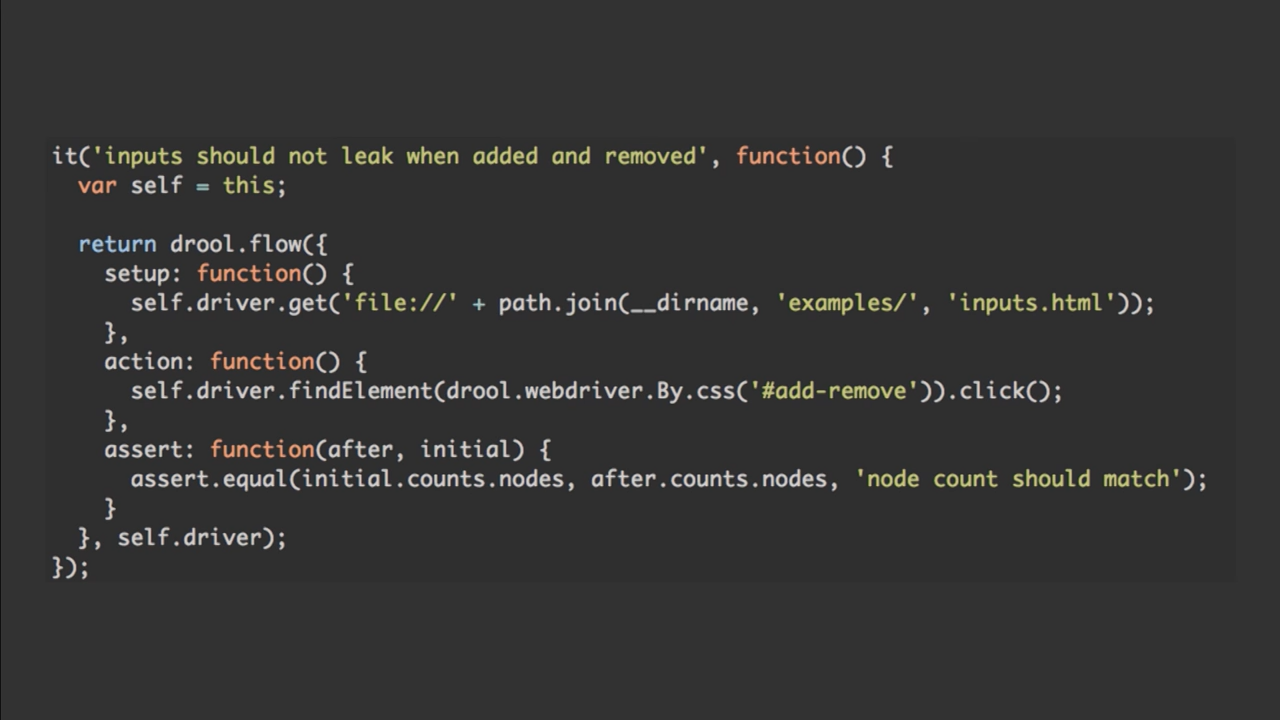 it('inputs should not leak when added and removed', function() {
  var self = this;

  return drool.flow({
    setup: function() {
      self.driver.get('file://' + path.join(__dirname, 'examples/', 'inputs.html'));
    },
    action: function() {
      self.driver.findElement(drool.webdriver.By.css('#add-remove')).click();
    },
    assert: function(after, initial) {
      assert.equal(initial.counts.nodes, after.counts.nodes, 'node count should match');
    }
  }, self.driver);
});